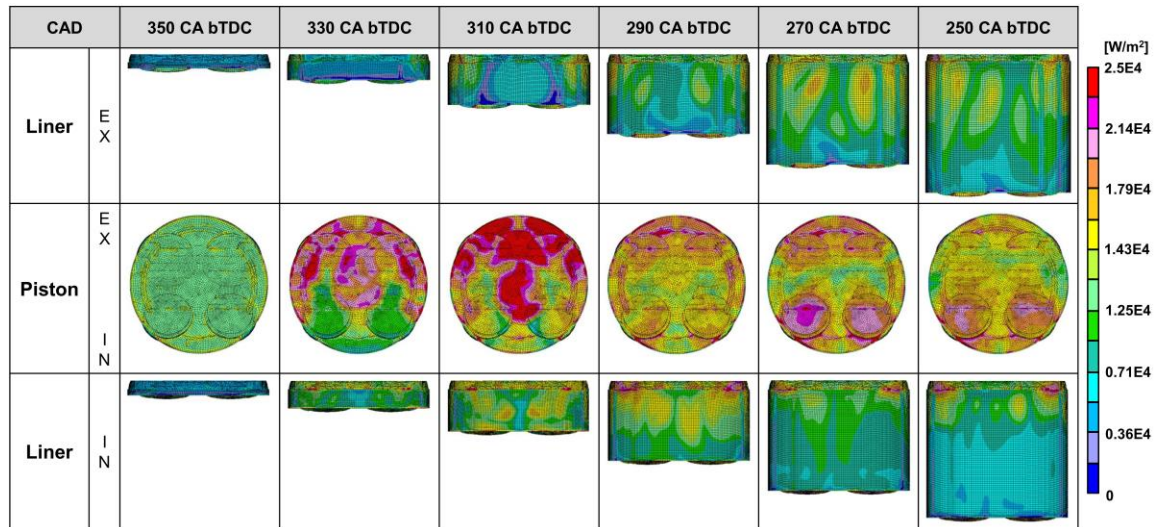 CAD 350 CA bTDC 330 CA bTDC 310 CA bTDC 290 CA bTDC 270 CA bTDC 250 CA bTDC
[W/m²]
Liner
E
X
Piston
E
X
I
N
Liner
I
N
2.5E4
2.14E4
1.79E4
1.43E4
1.25E4
0.71E4
0.36E4
0